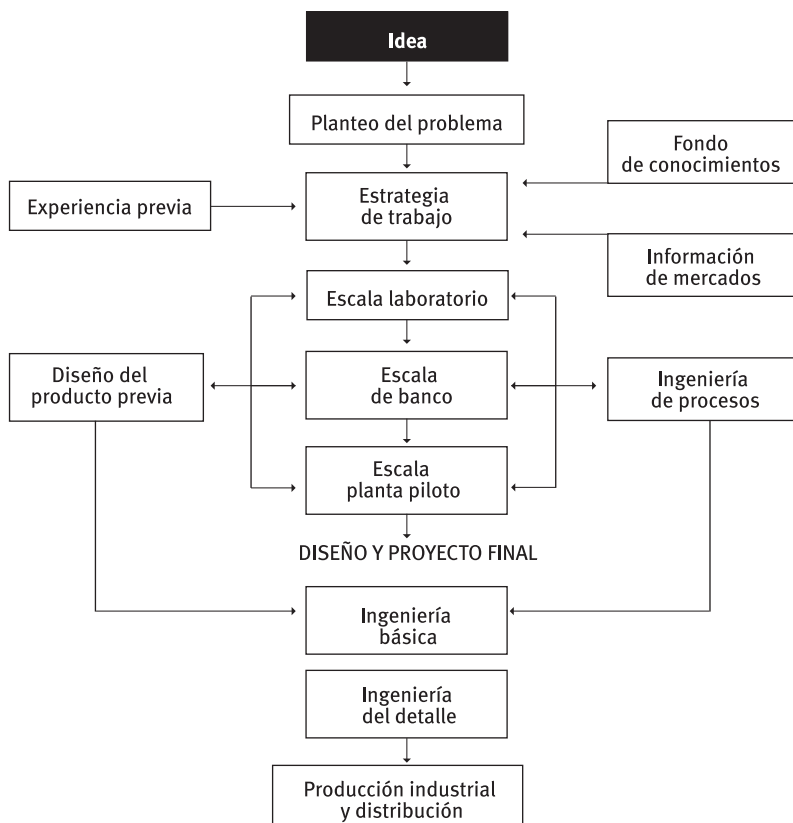 Idea
Planteo del problema
Fondo
de conocimientos
Experiencia previa
Estrategia
de trabajo
Información
de mercados
Escala laboratorio
Diseño del
producto previa
Escala
de banco
Ingeniería
de procesos
Escala
planta piloto
DISEÑO Y PROYECTO FINAL
Ingeniería
básica
Ingeniería
del detalle
Producción industrial
y distribución